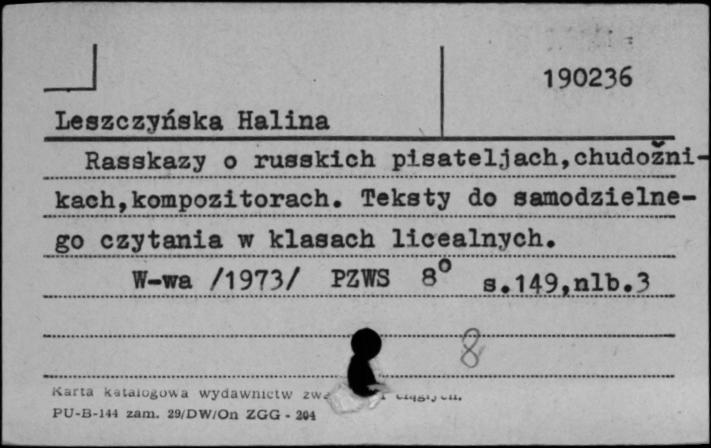 190236
Leszczyńska Halina
Rasskazy o russkich pisateljach,chudožni-
kach,kompozitorach. Teksty do samodzielne-
go czytania w klasach licealnych.
W-wa /1973/ PZWS 8° s.149,nlb.3
8
Karta katalogowa wydawnictw
PU-B-144 zam. 29/DW/On ZGG - 204